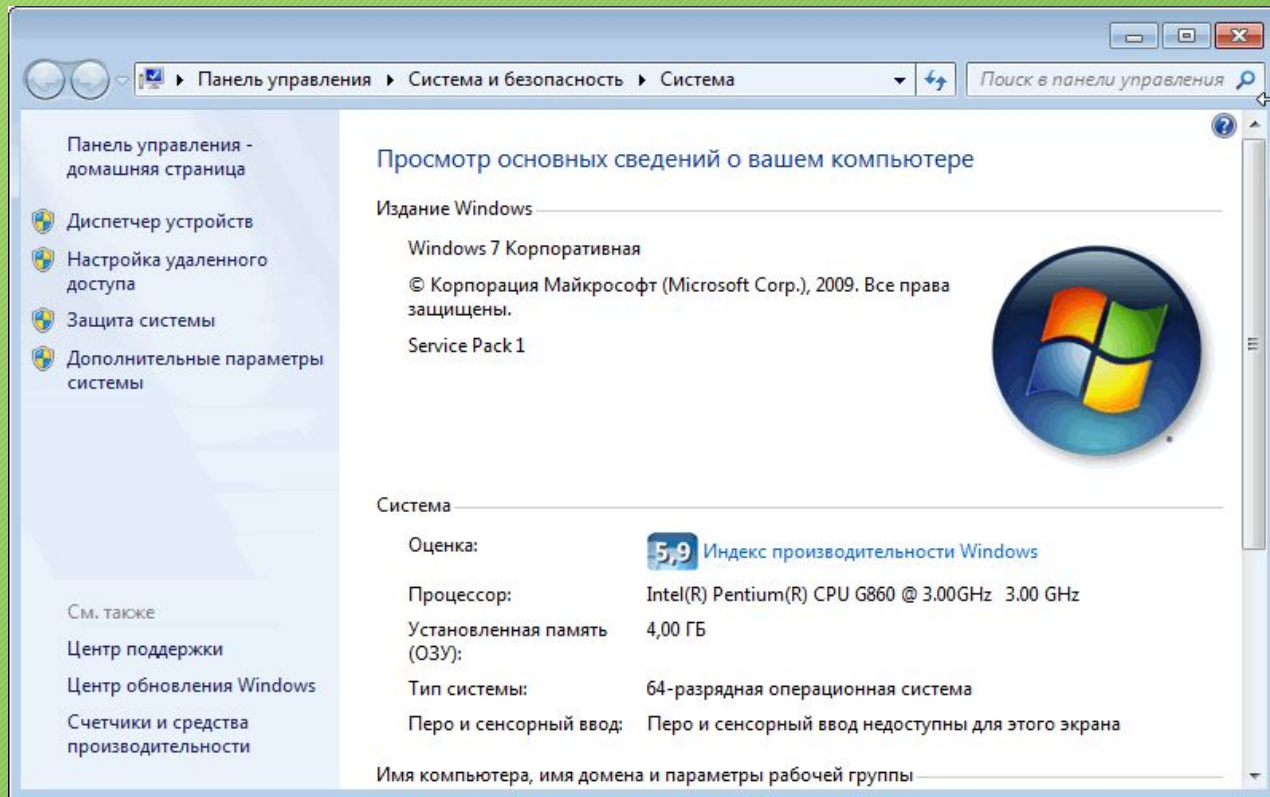 Панель управления ▸ Система и безопасность ▸ Система
Поиск в панели управления
Панель управления -
домашняя страница
Диспетчер устройств
Настройка удаленного
доступа
Защита системы
Дополнительные параметры
системы
См. также
Центр поддержки
Центр обновления Windows
Счетчики и средства
производительности
Просмотр основных сведений о вашем компьютере
Издание Windows
Windows 7 Корпоративная
© Корпорация Майкрософт (Microsoft Corp.), 2009. Все права
защищены.
Service Pack 1
Система
Оценка: 5,9 Индекс производительности Windows
Процессор: Intel(R) Pentium(R) CPU G860 @ 3.00GHz 3.00 GHz
Установленная память 4,00 ГБ
(ОЗУ):
Тип системы: 64-разрядная операционная система
Перо и сенсорный ввод: Перо и сенсорный ввод недоступны для этого экрана
Имя компьютера, имя домена и параметры рабочей группы